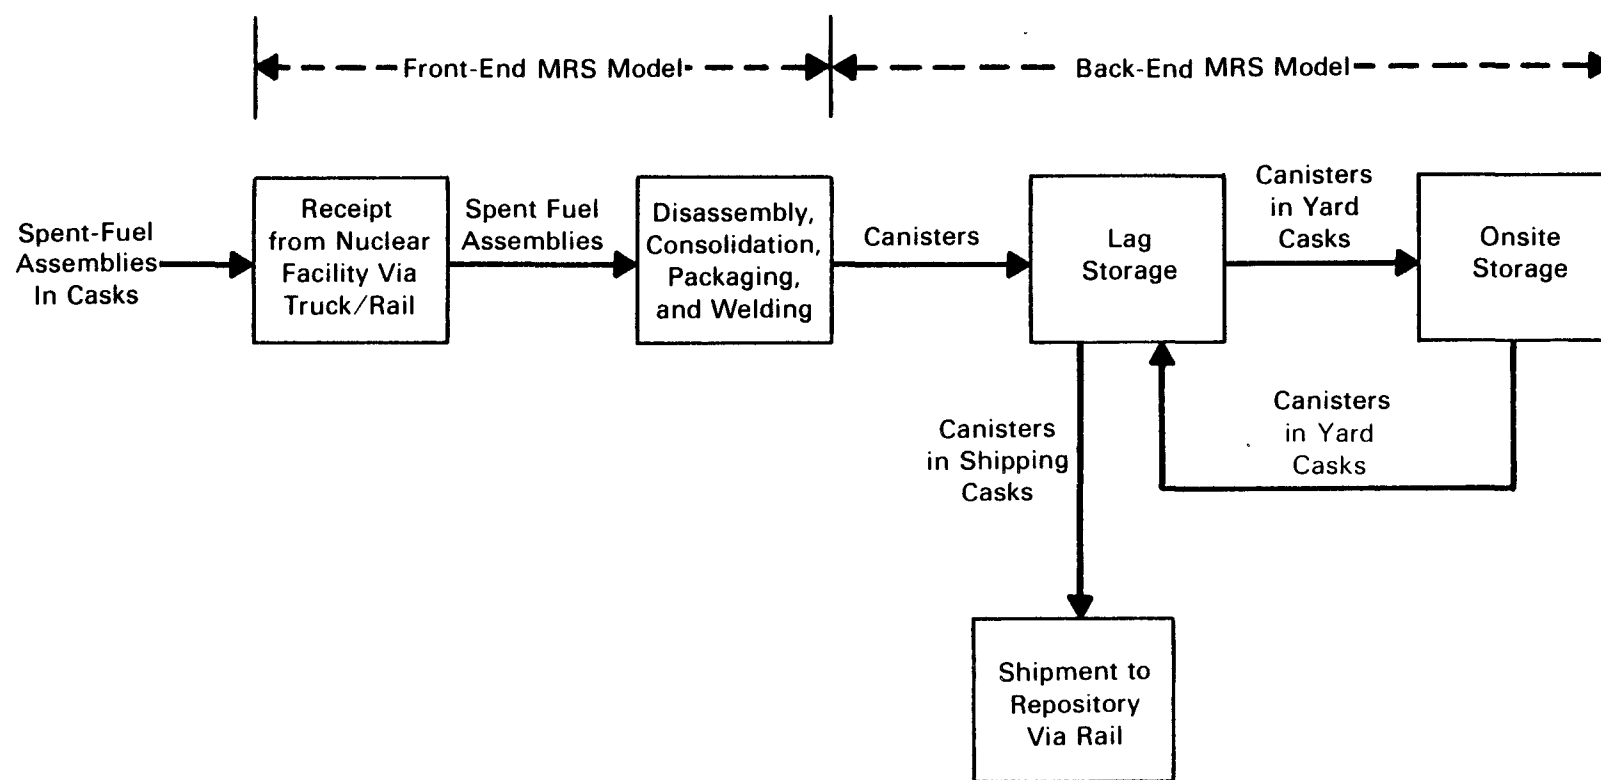 Front-End MRS Model
Back-End MRS Model
Spent-Fuel
Assemblies
In Casks
Receipt
from Nuclear
Facility Via
Truck/Rail
Spent Fuel
Assemblies
Disassembly,
Consolidation,
Packaging,
and Welding
Canisters
Lag
Storage
Canisters
in Yard
Casks
Onsite
Storage
Canisters
in Shipping
Casks
Canisters
in Yard
Casks
Shipment to
Repository
Via Rail